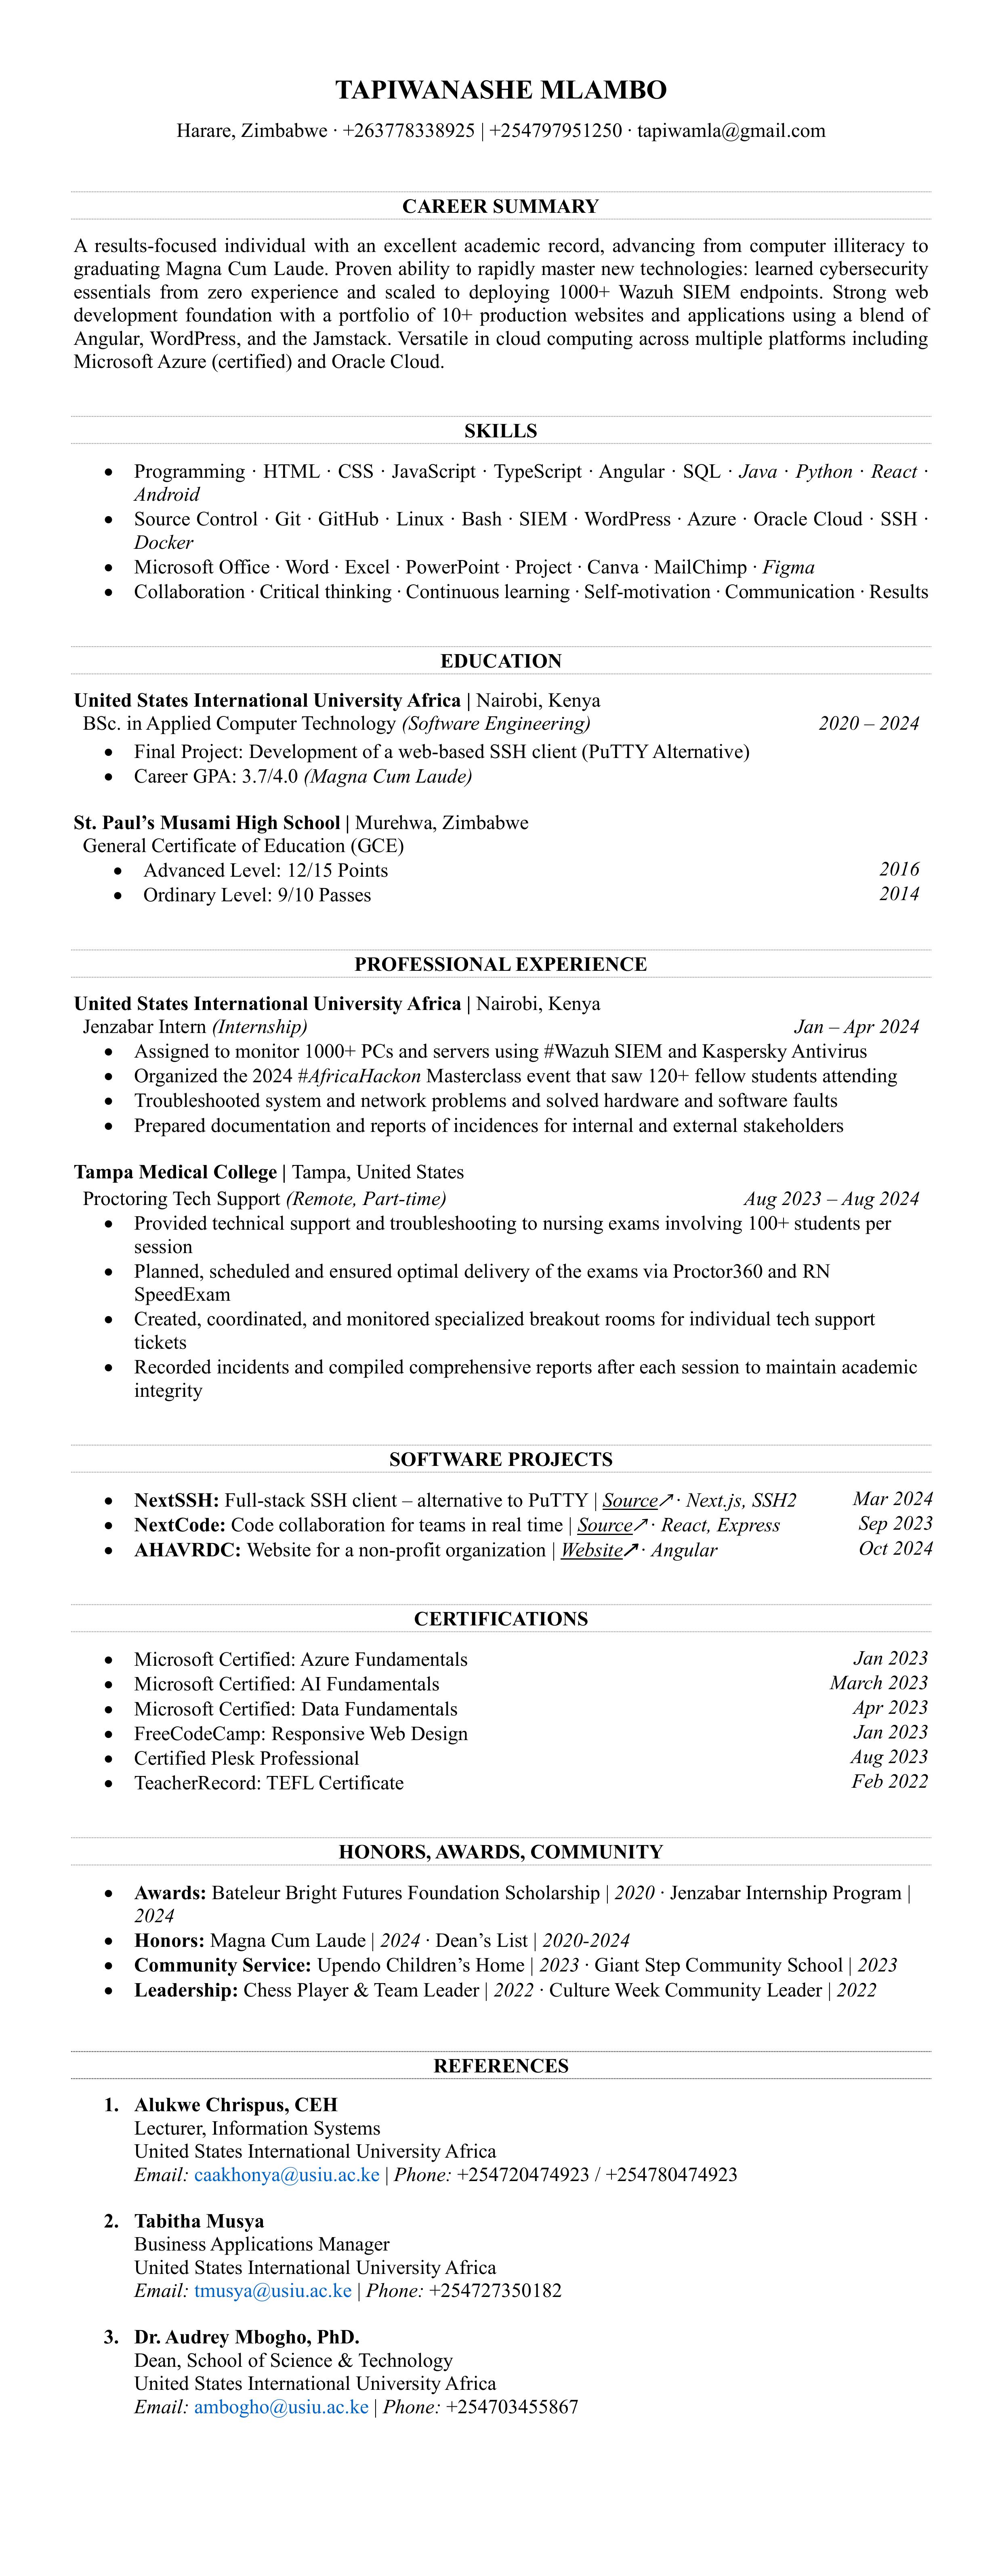 TAPIWANASHE MLAMBO
Harare, Zimbabwe · +263778338925 | +254797951250 · tapiwamla@gmail.com
CAREER SUMMARY
A results-focused individual with an excellent academic record, advancing from computer illiteracy to
graduating Magna Cum Laude. Proven ability to rapidly master new technologies: learned cybersecurity
essentials from zero experience and scaled to deploying 1000+ Wazuh SIEM endpoints. Strong web
development foundation with a portfolio of 10+ production websites and applications using a blend of
Angular, WordPress, and the Jamstack. Versatile in cloud computing across multiple platforms including
Microsoft Azure (certified) and Oracle Cloud.
SKILLS
• Programming · HTML · CSS · JavaScript · TypeScript · Angular · SQL · Java · Python · React ·
Android
• Source Control · Git · GitHub · Linux · Bash · SIEM · WordPress · Azure · Oracle Cloud · SSH ·
Docker
• Microsoft Office · Word · Excel · PowerPoint · Project · Canva · MailChimp · Figma
• Collaboration · Critical thinking · Continuous learning · Self-motivation · Communication · Results
EDUCATION
United States International University Africa | Nairobi, Kenya
BSc. in Applied Computer Technology (Software Engineering) 2020 – 2024
• Final Project: Development of a web-based SSH client (PuTTY Alternative)
• Career GPA: 3.7/4.0 (Magna Cum Laude)
St. Paul’s Musami High School | Murehwa, Zimbabwe
General Certificate of Education (GCE)
• Advanced Level: 12/15 Points 2016
• Ordinary Level: 9/10 Passes 2014
PROFESSIONAL EXPERIENCE
United States International University Africa | Nairobi, Kenya
Jenzabar Intern (Internship) Jan – Apr 2024
• Assigned to monitor 1000+ PCs and servers using #Wazuh SIEM and Kaspersky Antivirus
• Organized the 2024 #AfricaHackon Masterclass event that saw 120+ fellow students attending
• Troubleshooted system and network problems and solved hardware and software faults
• Prepared documentation and reports of incidences for internal and external stakeholders
Tampa Medical College | Tampa, United States
Proctoring Tech Support (Remote, Part-time) Aug 2023 – Aug 2024
• Provided technical support and troubleshooting to nursing exams involving 100+ students per
session
• Planned, scheduled and ensured optimal delivery of the exams via Proctor360 and RN
SpeedExam
• Created, coordinated, and monitored specialized breakout rooms for individual tech support
tickets
• Recorded incidents and compiled comprehensive reports after each session to maintain academic
integrity
SOFTWARE PROJECTS
• NextSSH: Full-stack SSH client – alternative to PuTTY | Source↗ · Next.js, SSH2 Mar 2024
• NextCode: Code collaboration for teams in real time | Source↗ · React, Express Sep 2023
• AHAVRDC: Website for a non-profit organization | Website↗ · Angular Oct 2024
CERTIFICATIONS
• Microsoft Certified: Azure Fundamentals Jan 2023
• Microsoft Certified: AI Fundamentals March 2023
• Microsoft Certified: Data Fundamentals Apr 2023
• FreeCodeCamp: Responsive Web Design Jan 2023
• Certified Plesk Professional Aug 2023
• TeacherRecord: TEFL Certificate Feb 2022
HONORS, AWARDS, COMMUNITY
• Awards: Bateleur Bright Futures Foundation Scholarship | 2020 · Jenzabar Internship Program |
2024
• Honors: Magna Cum Laude | 2024 · Dean’s List | 2020-2024
• Community Service: Upendo Children’s Home | 2023 · Giant Step Community School | 2023
• Leadership: Chess Player & Team Leader | 2022 · Culture Week Community Leader | 2022
REFERENCES
1. Alukwe Chrispus, CEH
Lecturer, Information Systems
United States International University Africa
Email: caakhonya@usiu.ac.ke | Phone: +254720474923 / +254780474923
2. Tabitha Musya
Business Applications Manager
United States International University Africa
Email: tmusya@usiu.ac.ke | Phone: +254727350182
3. Dr. Audrey Mbogho, PhD.
Dean, School of Science & Technology
United States International University Africa
Email: ambogho@usiu.ac.ke | Phone: +254703455867